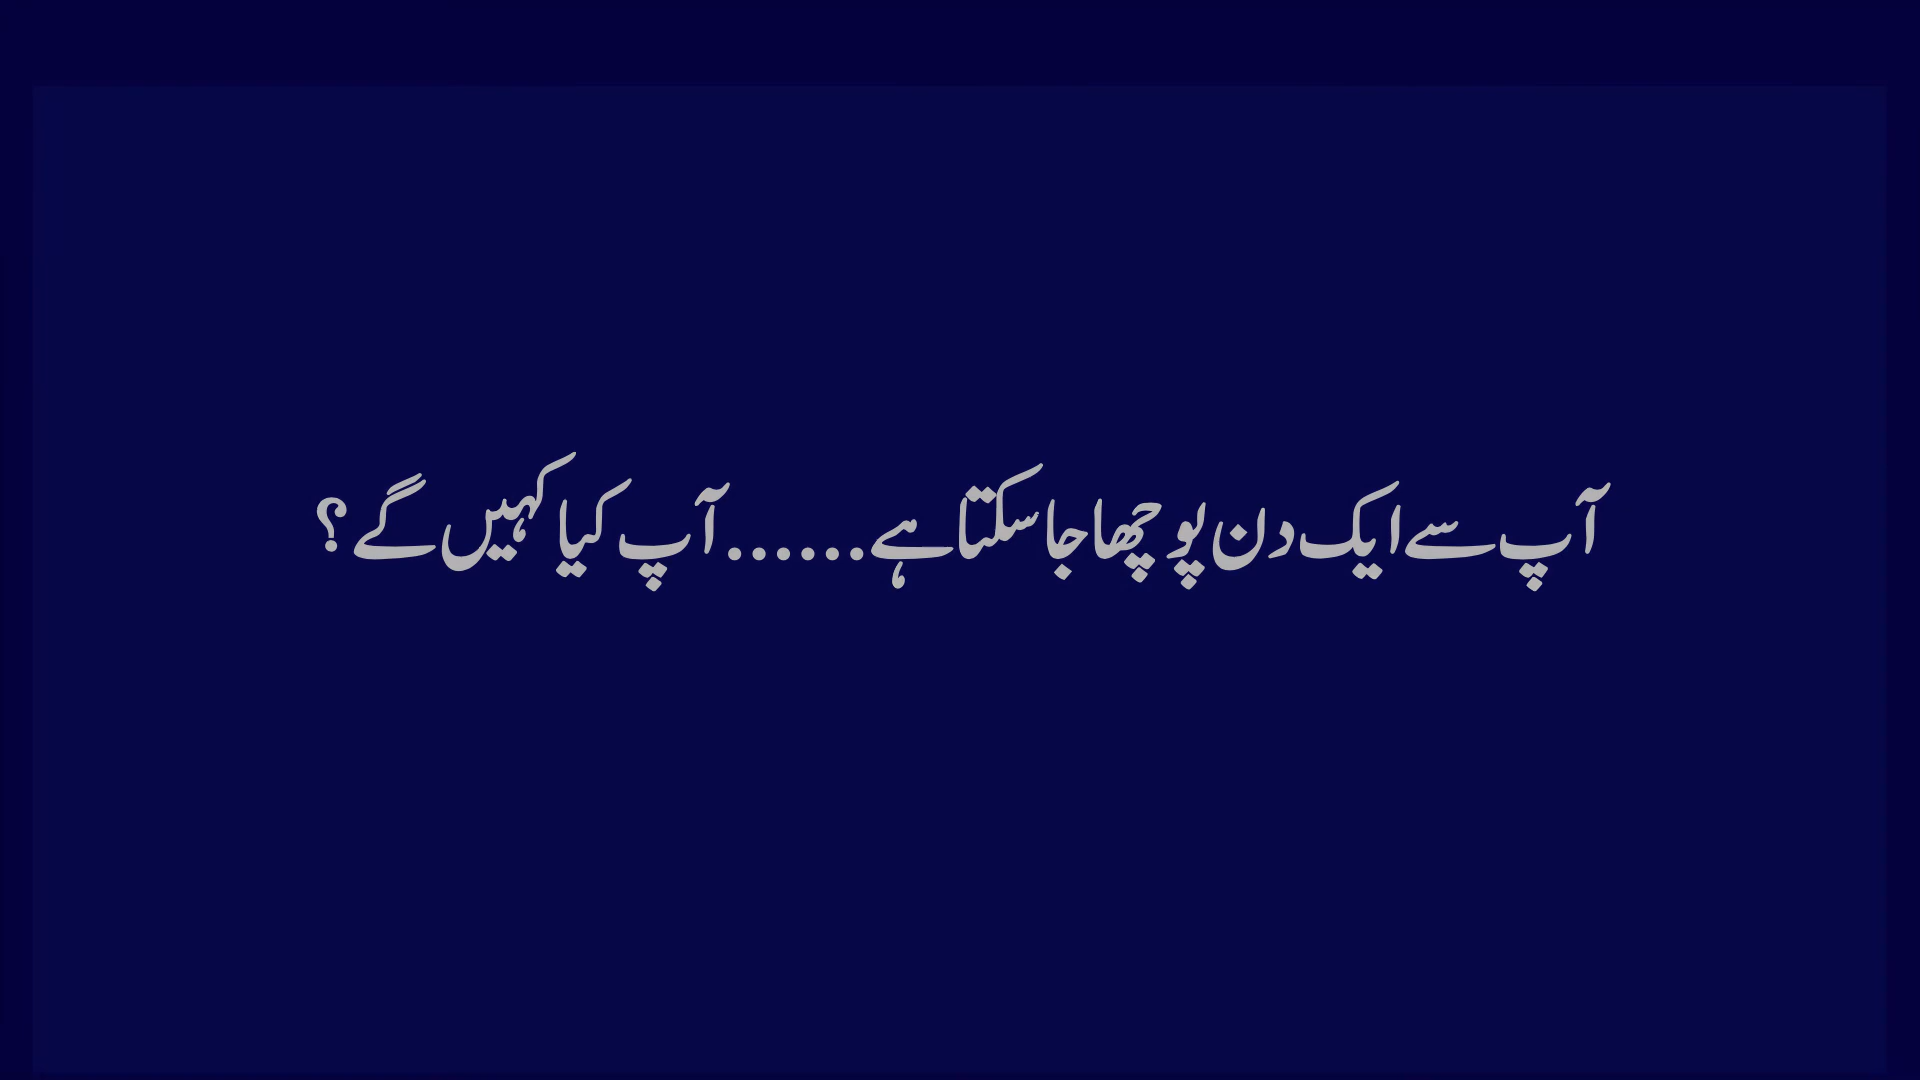 آپ سے ایک دن پوچھا جا سکتا ہے......آپ کیا کہیں گے؟